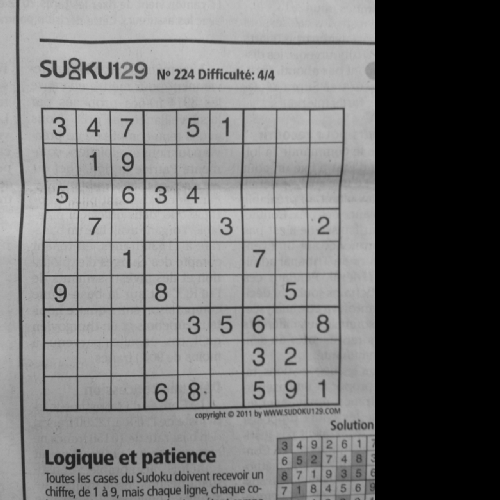 SUDOKU129 Nº 224 Difficulté: 4/4
3 4 7 5 1
1 9
5 6 3 4
7 3 2
1 7
9 8 5
3 5 6 8
3 2
6 8 5 9 1
copyright © 2011 by WWW.SUDOKU129.COM
Solution
Logique et patience
Toutes les cases du Sudoku doivent recevoir un
chiffre, de 1 à 9, mais chaque ligne, chaque co-
3 4 9 2 6 1 7
6 5 2 7 4 8 3
8 7 1 9 3 5 6
7 1 8 4 5 6 9